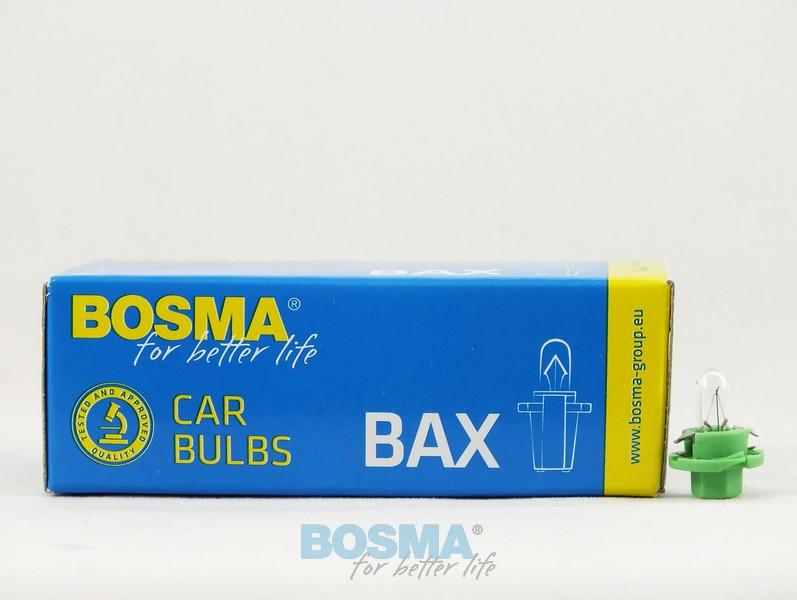 BAX
BOSMA®
for better life
TESTED AND APPROVED
QUALITY
CAR
BULBS
BAX
www.bosma-group.eu
BOSMA®
for better life